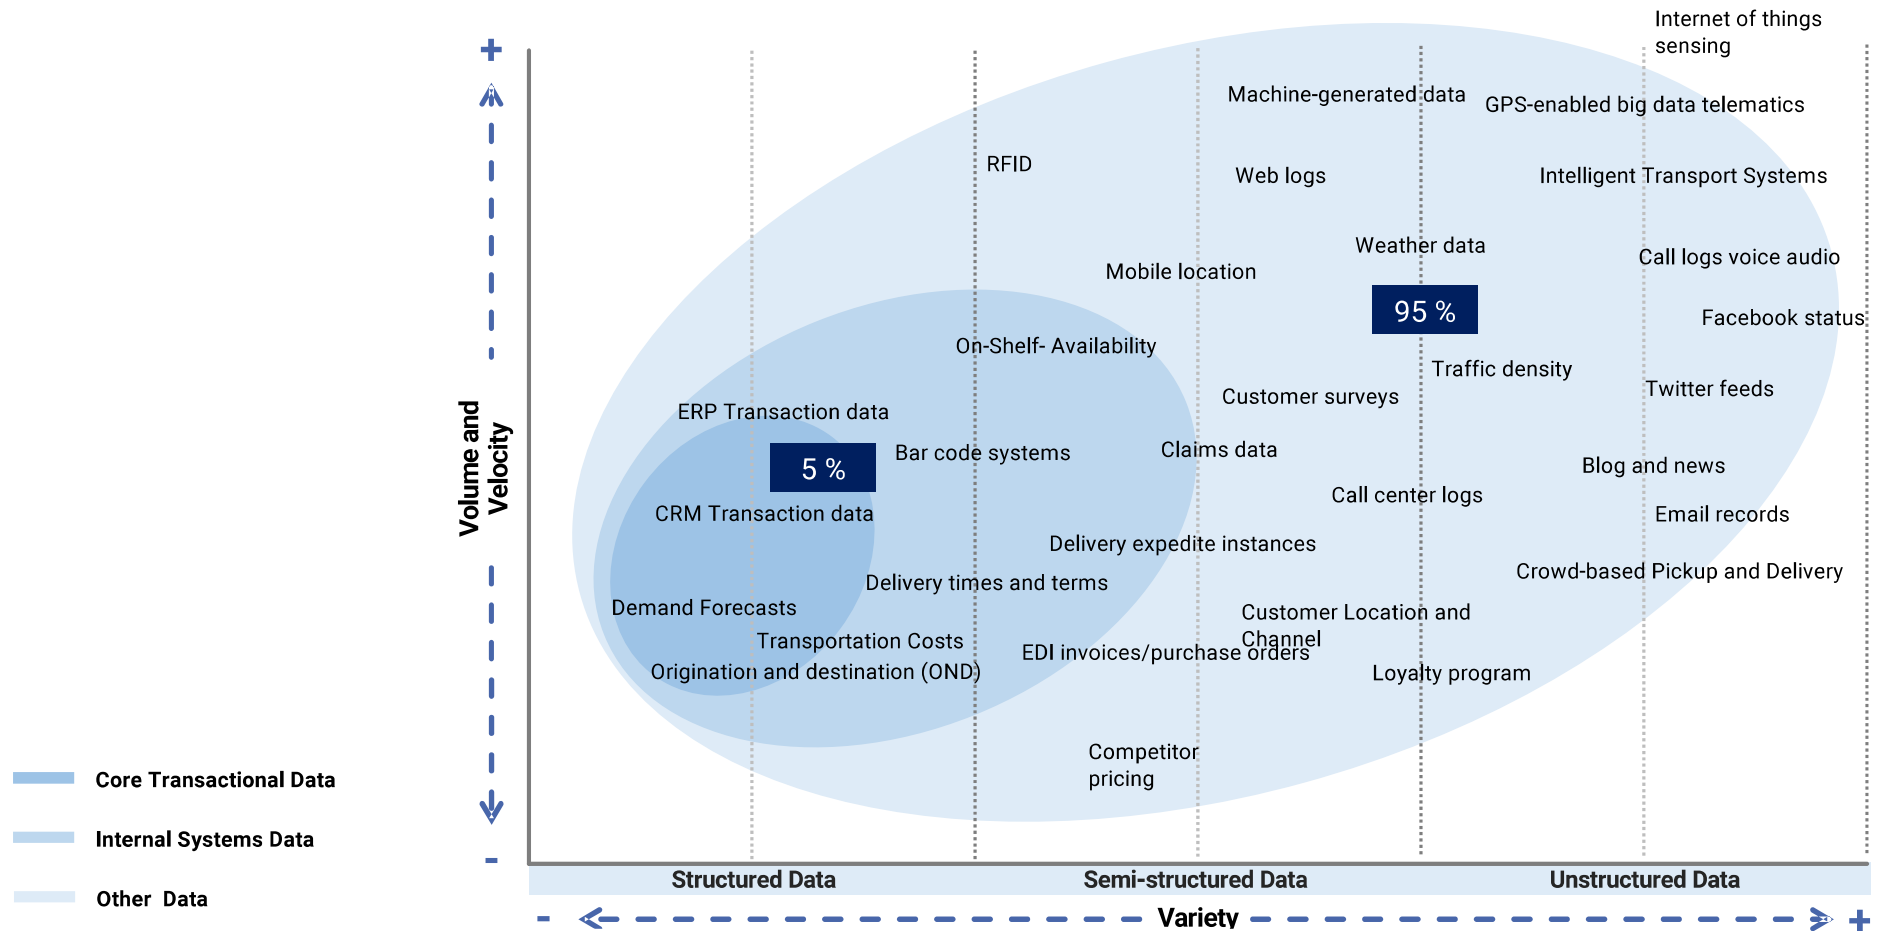 Internet of things
sensing
+
Machine-generated data
GPS-enabled big data telematics
RFID
Web logs
Intelligent Transport Systems
Weather data
Call logs voice audio
Mobile location
95 %
Facebook status
On-Shelf- Availability
Traffic density
Twitter feeds
Customer surveys
ERP Transaction data
Volume and
Velocity
5 %
Bar code systems
Claims data
Blog and news
Call center logs
CRM Transaction data
Email records
Delivery expedite instances
Crowd-based Pickup and Delivery
Delivery times and terms
Demand Forecasts
Customer Location and
Channel
Transportation Costs
EDI invoices/purchase orders
Origination and destination (OND)
Loyalty program
Competitor
pricing
Core Transactional Data
Internal Systems Data
Other Data
-
Structured Data
Semi-structured Data
Unstructured Data
- Variety +